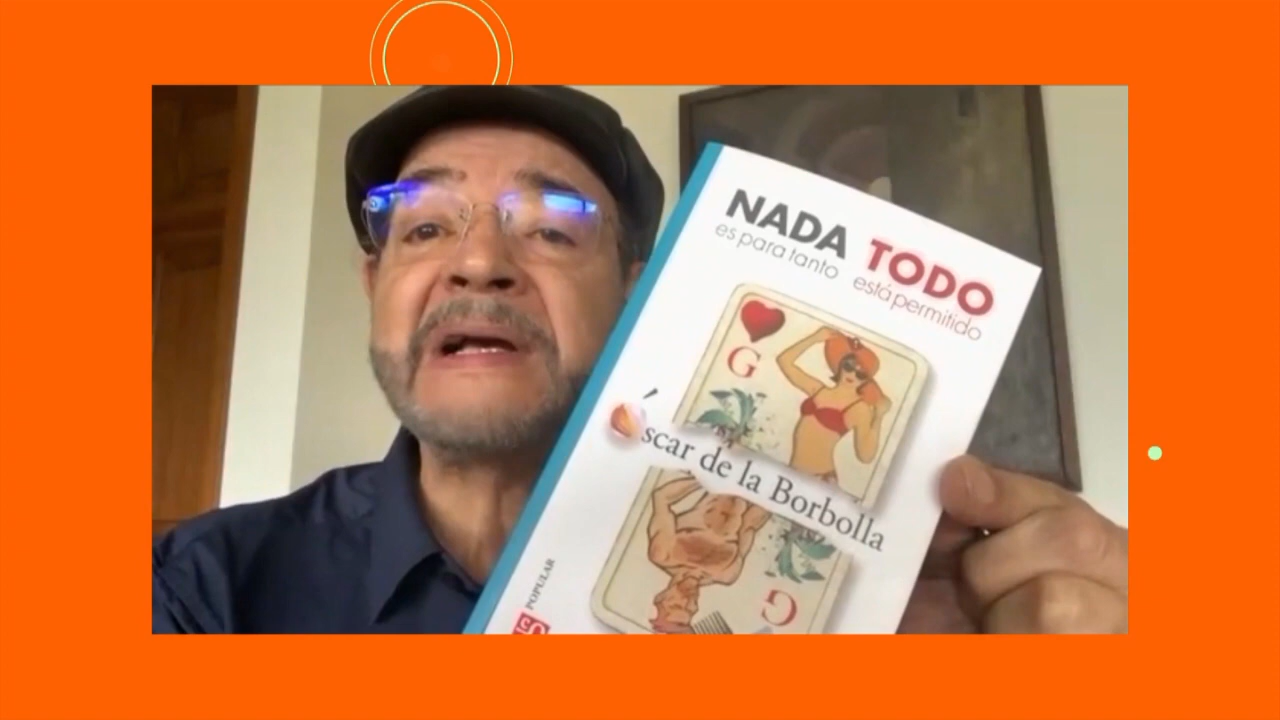 NADA TODO
es para tanto está permitido
G
Óscar de la Borbolla
G
POPULAR